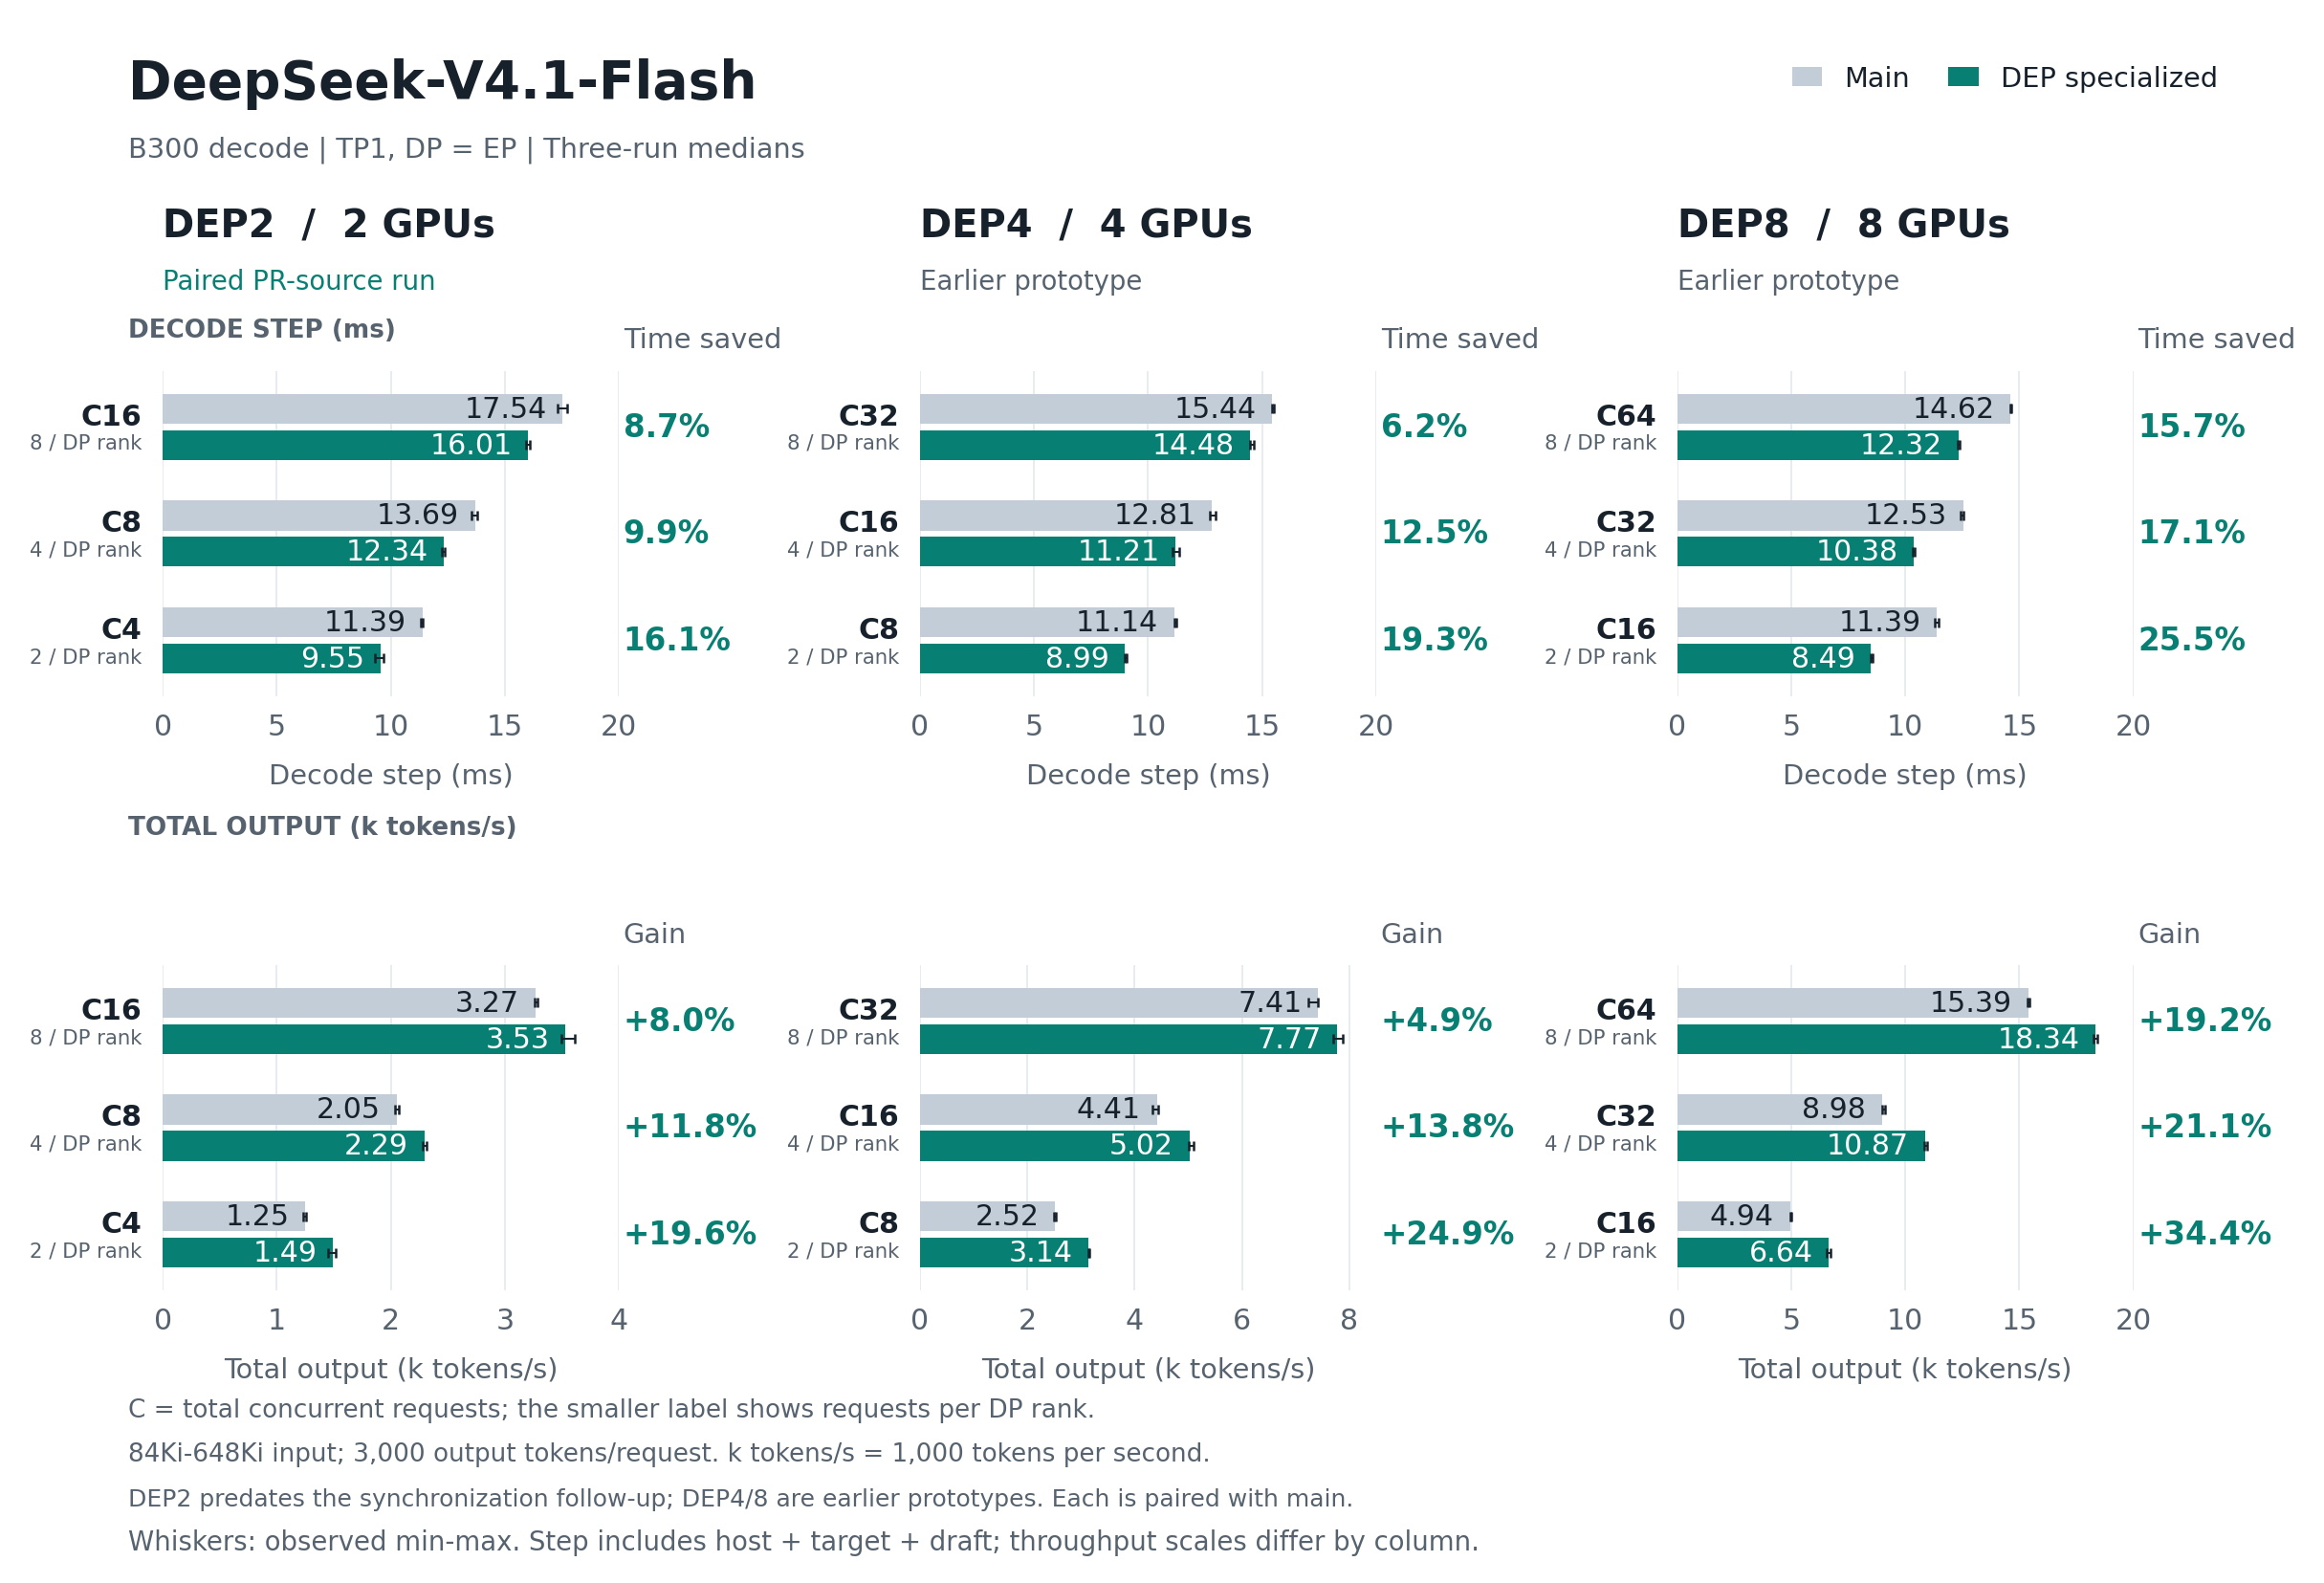 DeepSeek-V4.1-Flash
Main
DEP specialized
B300 decode | TP1, DP = EP | Three-run medians
DEP2 / 2 GPUs
Paired PR-source run
DEP4 / 4 GPUs
Earlier prototype
DEP8 / 8 GPUs
Earlier prototype
DECODE STEP (ms)
Time saved
C16
8 / DP rank
17.54
16.01
8.7%
C8
4 / DP rank
13.69
12.34
9.9%
C4
2 / DP rank
11.39
9.55
16.1%
0 5 10 15 20
Decode step (ms)
Time saved
C32
8 / DP rank
15.44
14.48
6.2%
C16
4 / DP rank
12.81
11.21
12.5%
C8
2 / DP rank
11.14
8.99
19.3%
0 5 10 15 20
Decode step (ms)
Time saved
C64
8 / DP rank
14.62
12.32
15.7%
C32
4 / DP rank
12.53
10.38
17.1%
C16
2 / DP rank
11.39
8.49
25.5%
0 5 10 15 20
Decode step (ms)
TOTAL OUTPUT (k tokens/s)
Gain
C16
8 / DP rank
3.27
3.53
+8.0%
C8
4 / DP rank
2.05
2.29
+11.8%
C4
2 / DP rank
1.25
1.49
+19.6%
0 1 2 3 4
Total output (k tokens/s)
Gain
C32
8 / DP rank
7.41
7.77
+4.9%
C16
4 / DP rank
4.41
5.02
+13.8%
C8
2 / DP rank
2.52
3.14
+24.9%
0 2 4 6 8
Total output (k tokens/s)
Gain
C64
8 / DP rank
15.39
18.34
+19.2%
C32
4 / DP rank
8.98
10.87
+21.1%
C16
2 / DP rank
4.94
6.64
+34.4%
0 5 10 15 20
Total output (k tokens/s)
C = total concurrent requests; the smaller label shows requests per DP rank.
84Ki-648Ki input; 3,000 output tokens/request. k tokens/s = 1,000 tokens per second.
DEP2 predates the synchronization follow-up; DEP4/8 are earlier prototypes. Each is paired with main.
Whiskers: observed min-max. Step includes host + target + draft; throughput scales differ by column.